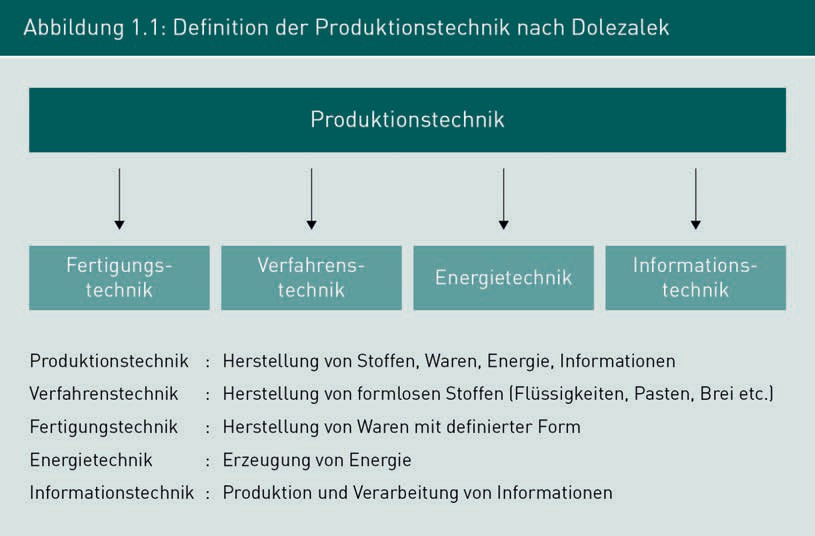 Abbildung 1.1: Definition der Produktionstechnik nach Dolezalek
Produktionstechnik
Fertigungs-
technik
Verfahrens-
technik
Energietechnik
Informations-
technik
Produktionstechnik : Herstellung von Stoffen, Waren, Energie, Informationen
Verfahrenstechnik : Herstellung von formlosen Stoffen (Flüssigkeiten, Pasten, Brei etc.)
Fertigungstechnik : Herstellung von Waren mit definierter Form
Energietechnik : Erzeugung von Energie
Informationstechnik : Produktion und Verarbeitung von Informationen